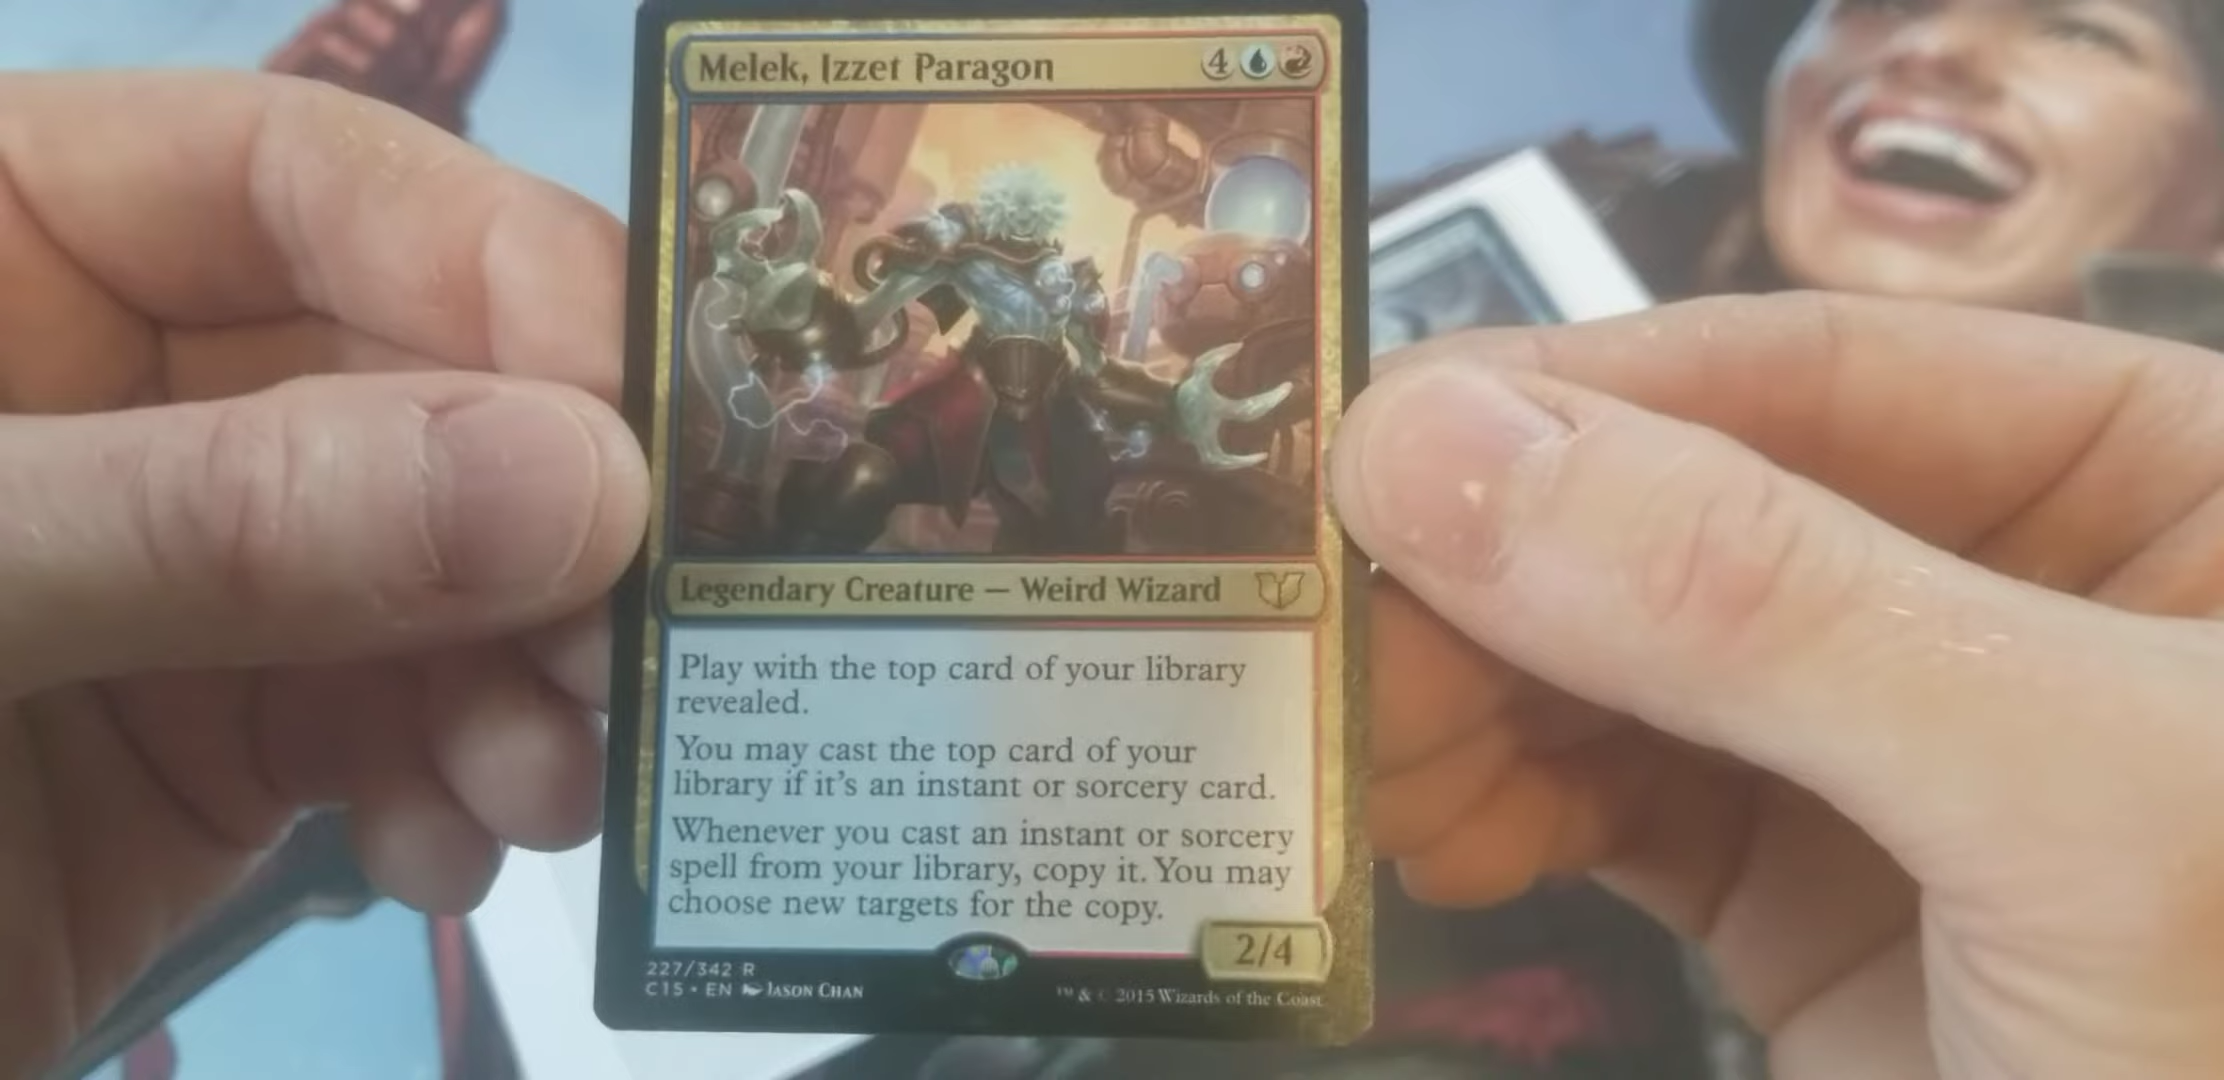 Melek, Izzet Paragon 4
Legendary Creature — Weird Wizard
Play with the top card of your library
revealed.
You may cast the top card of your
library if it's an instant or sorcery card.
Whenever you cast an instant or sorcery
spell from your library, copy it. You may
choose new targets for the copy.
2/4
227/342 R
C15 • EN JASON CHAN
™ & © 2015 Wizards of the Coast